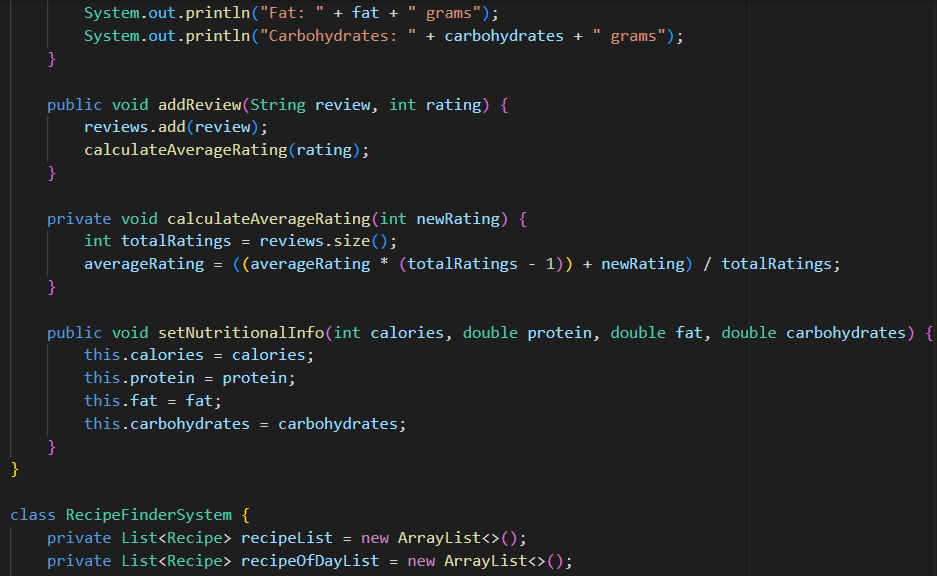 System.out.println("Fat: " + fat + " grams");
System.out.println("Carbohydrates: " + carbohydrates + " grams");
}
public void addReview(String review, int rating) {
reviews.add(review);
calculateAverageRating(rating);
}
private void calculateAverageRating(int newRating) {
int totalRatings = reviews.size();
averageRating = ((averageRating * (totalRatings - 1)) + newRating) / totalRatings;
}
public void setNutritionalInfo(int calories, double protein, double fat, double carbohydrates) {
this.calories = calories;
this.protein = protein;
this.fat = fat;
this.carbohydrates = carbohydrates;
}
}
class RecipeFinderSystem {
private List<Recipe> recipeList = new ArrayList<>();
private List<Recipe> recipeOfDayList = new ArrayList<>();